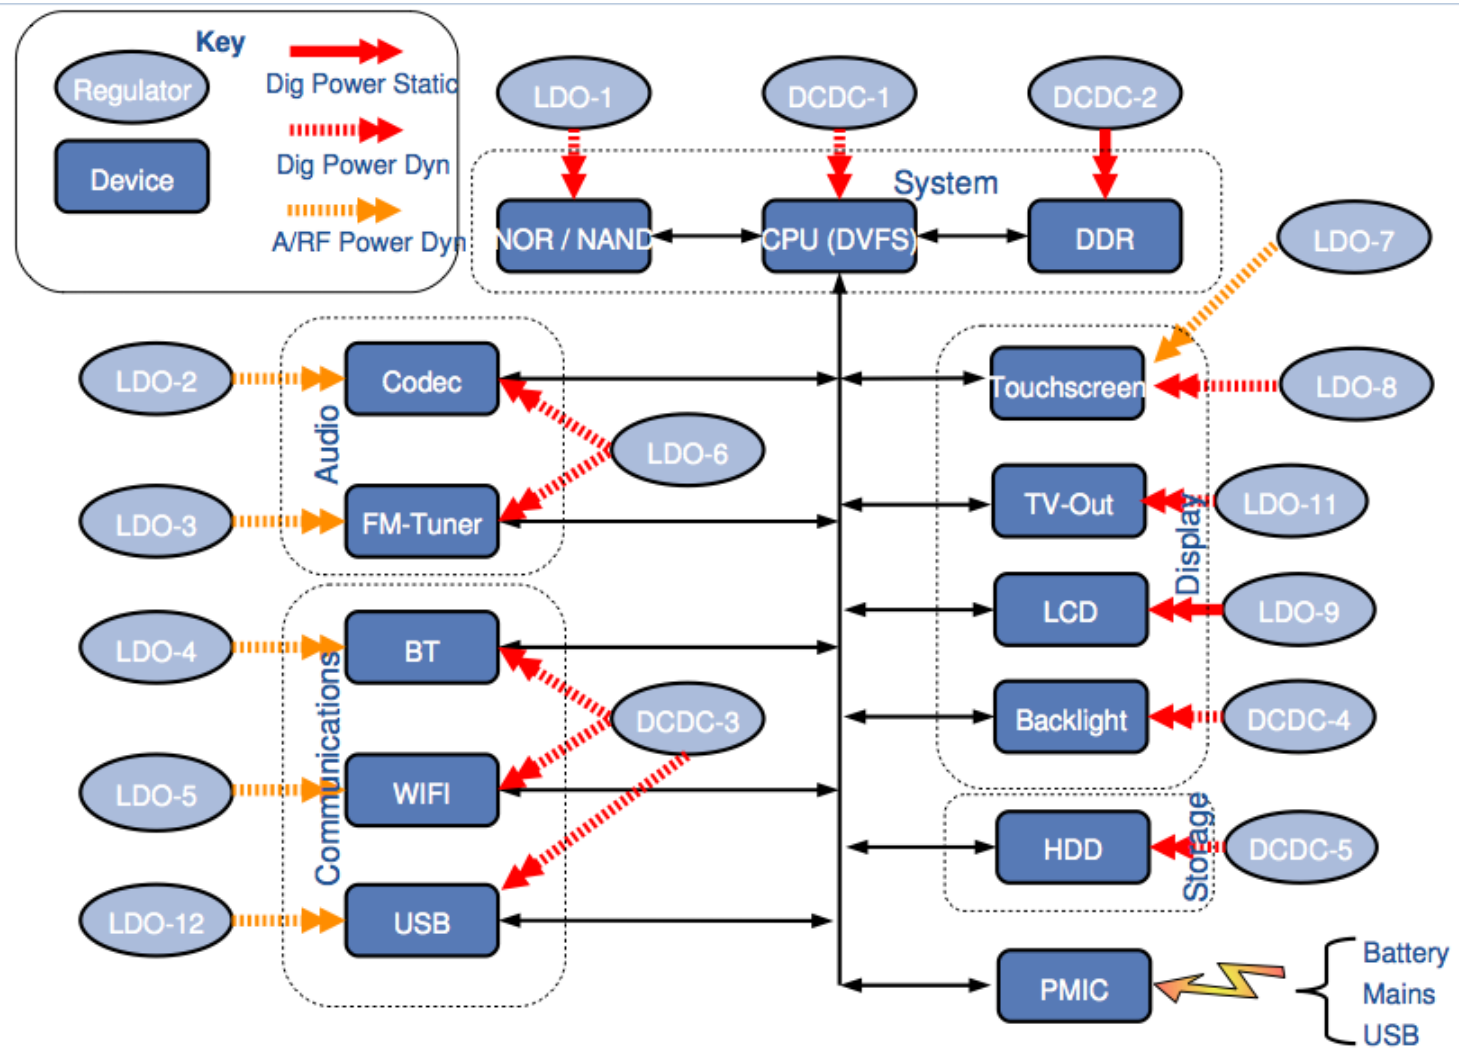 Key
Regulator
Dig Power Static
Dig Power Dyn
Device
A/RF Power Dyn
LDO-1
DCDC-1
DCDC-2
System
NOR / NAND
CPU (DVFS)
DDR
LDO-7
LDO-2
Codec
Touchscreen
LDO-8
Audio
LDO-6
LDO-3
FM-Tuner
TV-Out
LDO-11
Display
LCD
LDO-9
LDO-4
BT
Communications
DCDC-3
Backlight
DCDC-4
LDO-5
WIFI
HDD
Storage
DCDC-5
LDO-12
USB
PMIC
Battery
Mains
USB